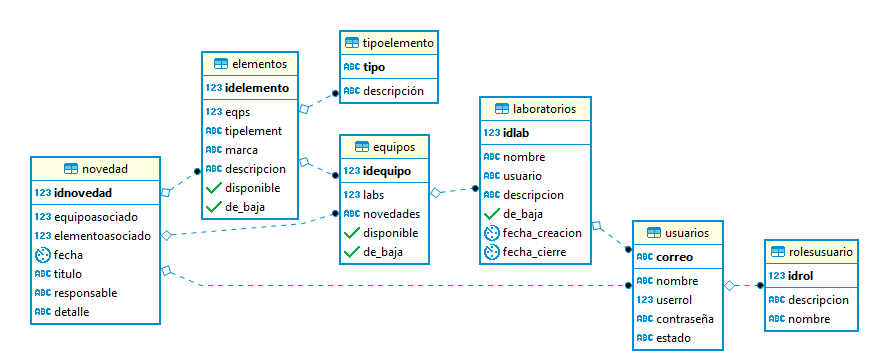 novedad
123 idnovedad
123 equipoasociado
123 elementoasociado
fecha
ABC titulo
ABC responsable
ABC detalle
elementos
123 idelemento
123 eqps
ABC tipelement
ABC marca
ABC descripcion
disponible
de_baja
tipoelemento
ABC tipo
ABC descripción
equipos
123 idequipo
123 labs
123 novedades
disponible
de_baja
laboratorios
123 idlab
ABC nombre
ABC usuario
ABC descripcion
de_baja
fecha_creacion
fecha_cierre
usuarios
ABC correo
ABC nombre
123 userrol
ABC contraseña
ABC estado
rolesusuario
123 idrol
ABC descripcion
ABC nombre